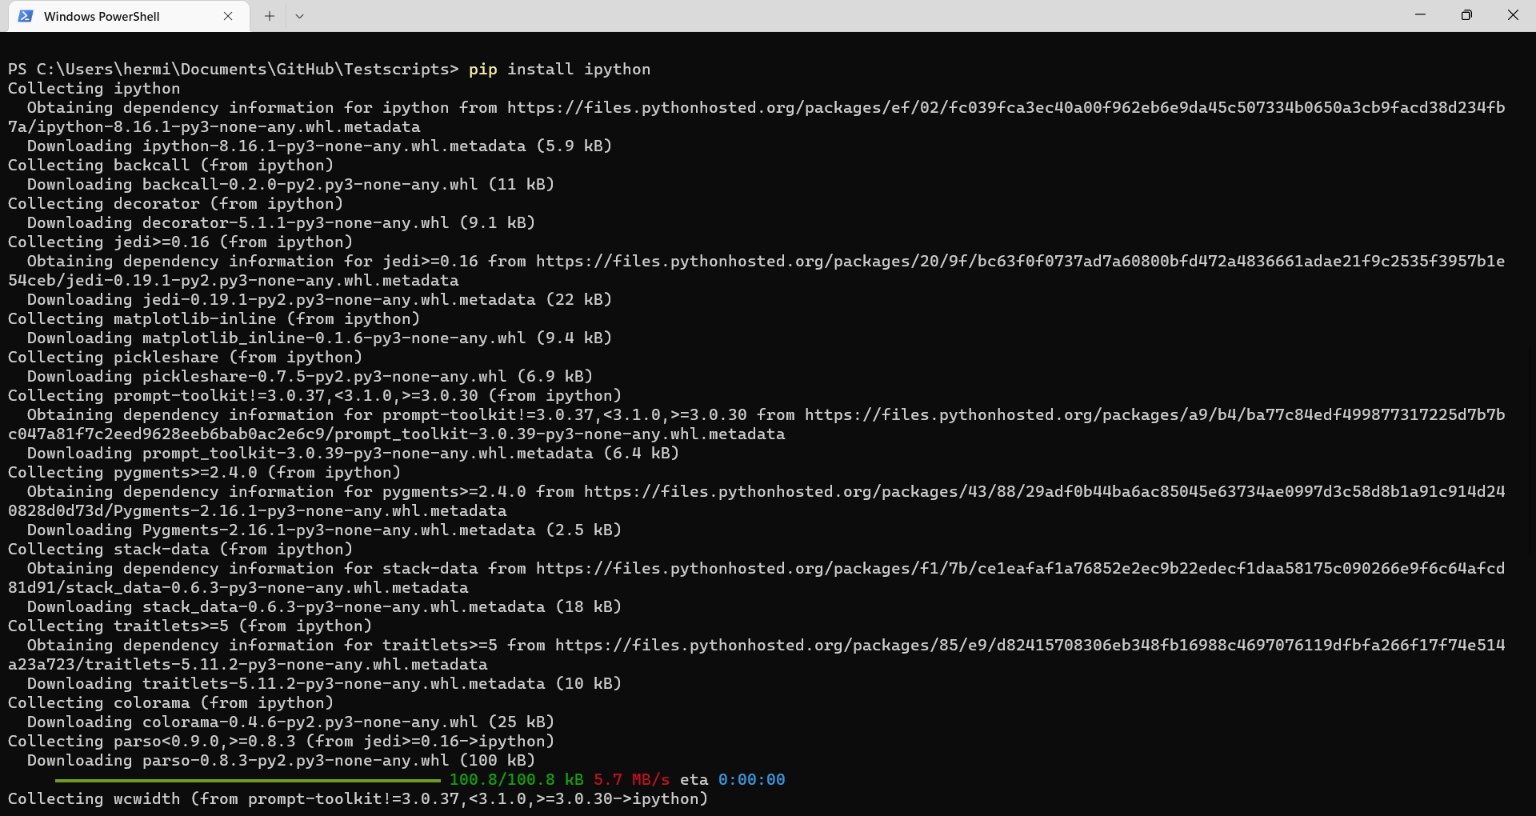 Windows PowerShell
PS C:\Users\hermi\Documents\GitHub\Testscripts> pip install ipython
Collecting ipython
  Obtaining dependency information for ipython from https://files.pythonhosted.org/packages/ef/02/fc039fca3ec40a00f962eb6e9da45c507334b0650a3cb9facd38d234fb
7a/ipython-8.16.1-py3-none-any.whl.metadata
  Downloading ipython-8.16.1-py3-none-any.whl.metadata (5.9 kB)
Collecting backcall (from ipython)
  Downloading backcall-0.2.0-py2.py3-none-any.whl (11 kB)
Collecting decorator (from ipython)
  Downloading decorator-5.1.1-py3-none-any.whl (9.1 kB)
Collecting jedi>=0.16 (from ipython)
  Obtaining dependency information for jedi>=0.16 from https://files.pythonhosted.org/packages/20/9f/bc63f0f0737ad7a60800bfd472a4836661adae21f9c2535f3957b1e
54ceb/jedi-0.19.1-py2.py3-none-any.whl.metadata
  Downloading jedi-0.19.1-py2.py3-none-any.whl.metadata (22 kB)
Collecting matplotlib-inline (from ipython)
  Downloading matplotlib_inline-0.1.6-py3-none-any.whl (9.4 kB)
Collecting pickleshare (from ipython)
  Downloading pickleshare-0.7.5-py2.py3-none-any.whl (6.9 kB)
Collecting prompt-toolkit!=3.0.37,<3.1.0,>=3.0.30 (from ipython)
  Obtaining dependency information for prompt-toolkit!=3.0.37,<3.1.0,>=3.0.30 from https://files.pythonhosted.org/packages/a9/b4/ba77c84edf499877317225d7b7b
c047a81f7c2eed9628eeb6bab0ac2e6c9/prompt_toolkit-3.0.39-py3-none-any.whl.metadata
  Downloading prompt_toolkit-3.0.39-py3-none-any.whl.metadata (6.4 kB)
Collecting pygments>=2.4.0 (from ipython)
  Obtaining dependency information for pygments>=2.4.0 from https://files.pythonhosted.org/packages/43/88/29adf0b44ba6ac85045e63734ae0997d3c58d8b1a91c914d24
0828d0d73d/Pygments-2.16.1-py3-none-any.whl.metadata
  Downloading Pygments-2.16.1-py3-none-any.whl.metadata (2.5 kB)
Collecting stack-data (from ipython)
  Obtaining dependency information for stack-data from https://files.pythonhosted.org/packages/f1/7b/ce1eafaf1a76852e2ec9b22edecf1daa58175c090266e9f6c64afcd
81d91/stack_data-0.6.3-py3-none-any.whl.metadata
  Downloading stack_data-0.6.3-py3-none-any.whl.metadata (18 kB)
Collecting traitlets>=5 (from ipython)
  Obtaining dependency information for traitlets>=5 from https://files.pythonhosted.org/packages/85/e9/d82415708306eb348fb16988c4697076119dfbfa266f17f74e514
a23a723/traitlets-5.11.2-py3-none-any.whl.metadata
  Downloading traitlets-5.11.2-py3-none-any.whl.metadata (10 kB)
Collecting colorama (from ipython)
  Downloading colorama-0.4.6-py2.py3-none-any.whl (25 kB)
Collecting parso<0.9.0,>=0.8.3 (from jedi>=0.16->ipython)
  Downloading parso-0.8.3-py2.py3-none-any.whl (100 kB)
100.8/100.8 kB 5.7 MB/s eta 0:00:00
Collecting wcwidth (from prompt-toolkit!=3.0.37,<3.1.0,>=3.0.30->ipython)